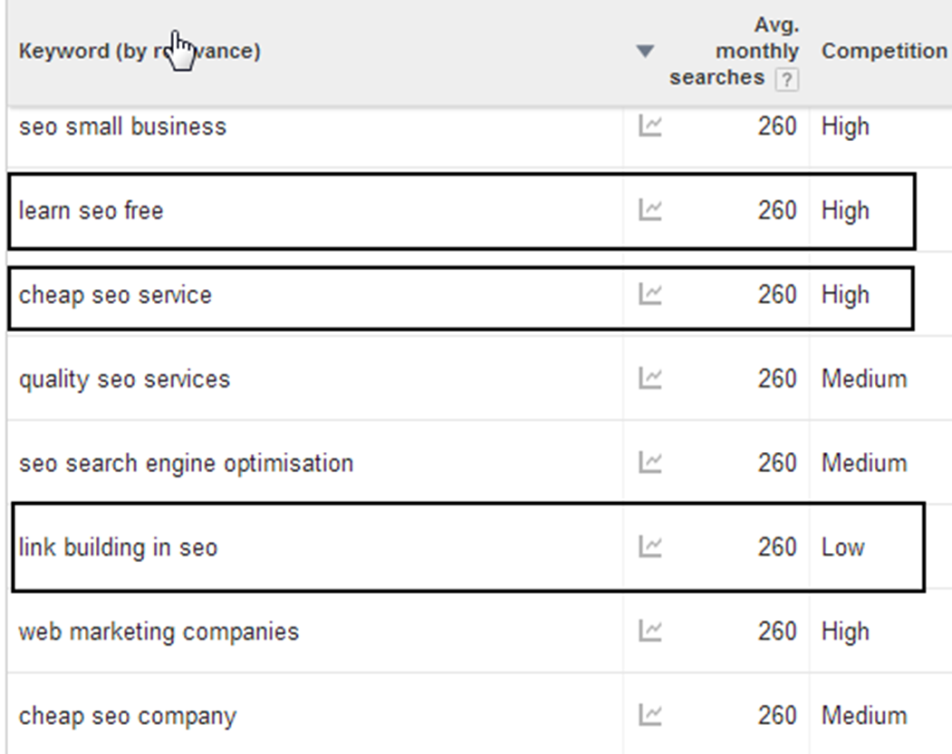 Keyword (by relevance) Avg. monthly searches ? Competition
seo small business 260 High
learn seo free 260 High
cheap seo service 260 High
quality seo services 260 Medium
seo search engine optimisation 260 Medium
link building in seo 260 Low
web marketing companies 260 High
cheap seo company 260 Medium